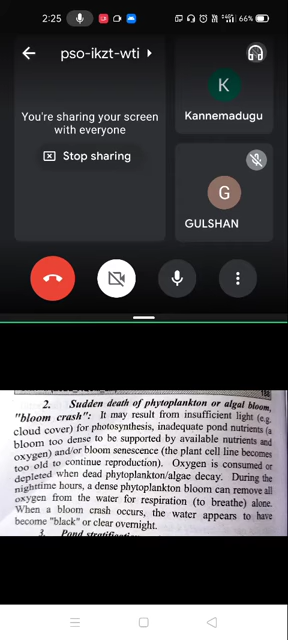 2:25
66%
pso-ikzt-wti
K
Kannemadugu
You're sharing your screen
with everyone
Stop sharing
G
GULSHAN
2. Sudden death of phytoplankton or algal bloom,
"bloom crash": It may result from insufficient light (e.g.
cloud cover) for photosynthesis, inadequate pond nutrients (a
bloom too dense to be supported by available nutrients and
oxygen) and/or bloom senescence (the plant cell line becomes
too old to continue reproduction). Oxygen is consumed or
depleted when dead phytoplankton/algae decay. During the
nighttime hours, a dense phytoplankton bloom can remove all
oxygen from the water for respiration (to breathe) alone.
When a bloom crash occurs, the water appears to have
become "black" or clear overnight.
3. Pond